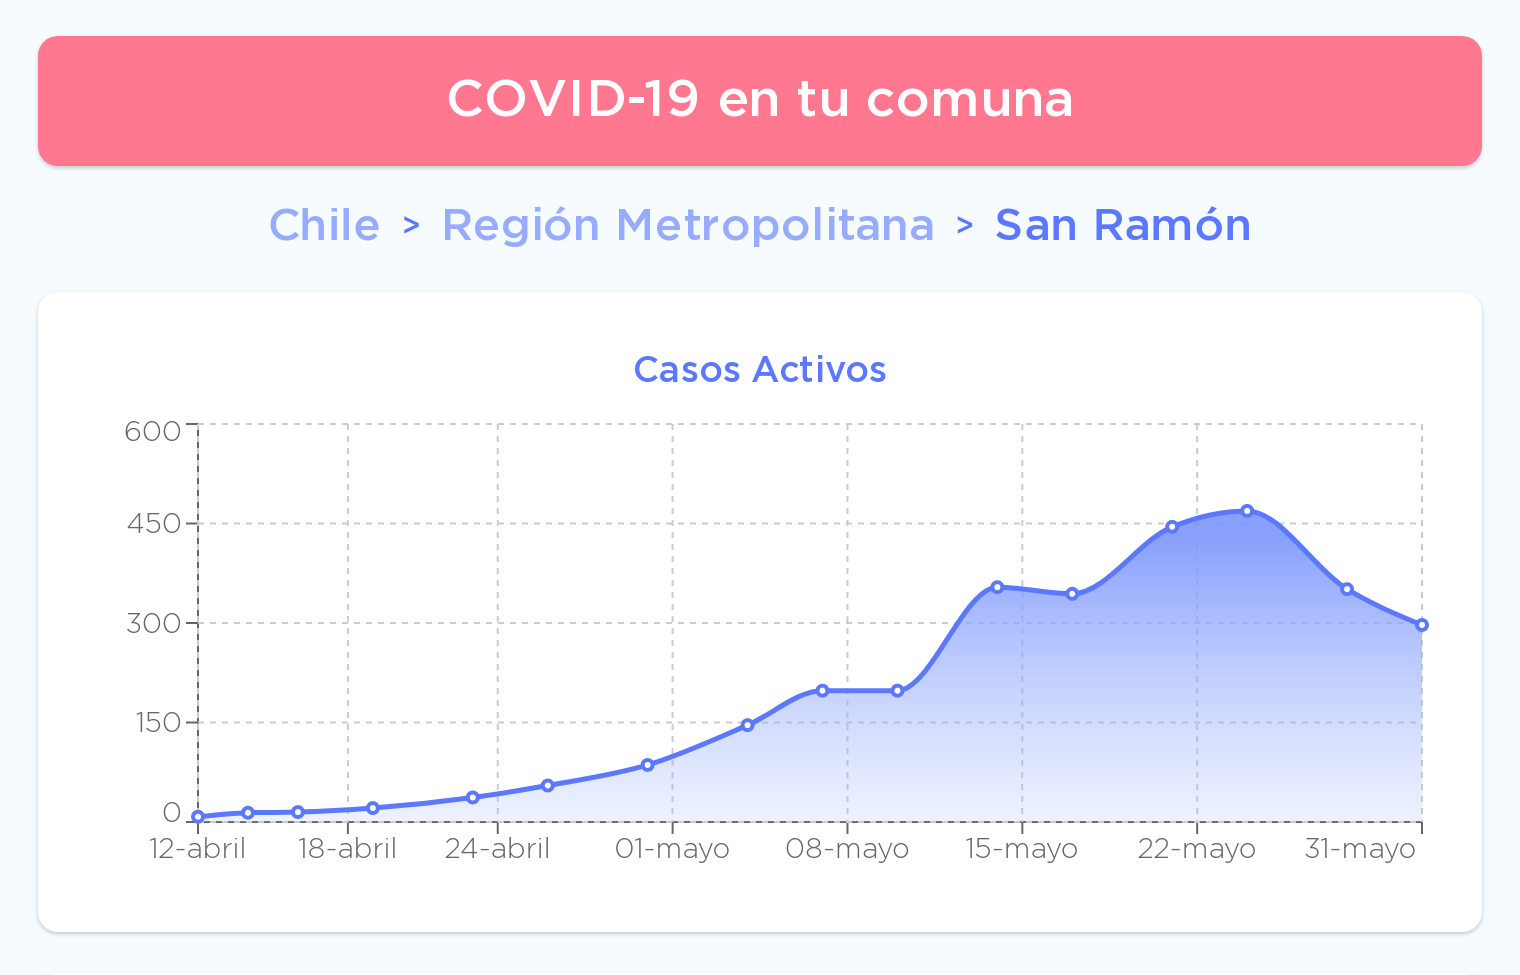 COVID-19 en tu comuna
Chile > Región Metropolitana > San Ramón
Casos Activos
600
450
300
150
0
12-abril 18-abril 24-abril 01-mayo 08-mayo 15-mayo 22-mayo 31-mayo